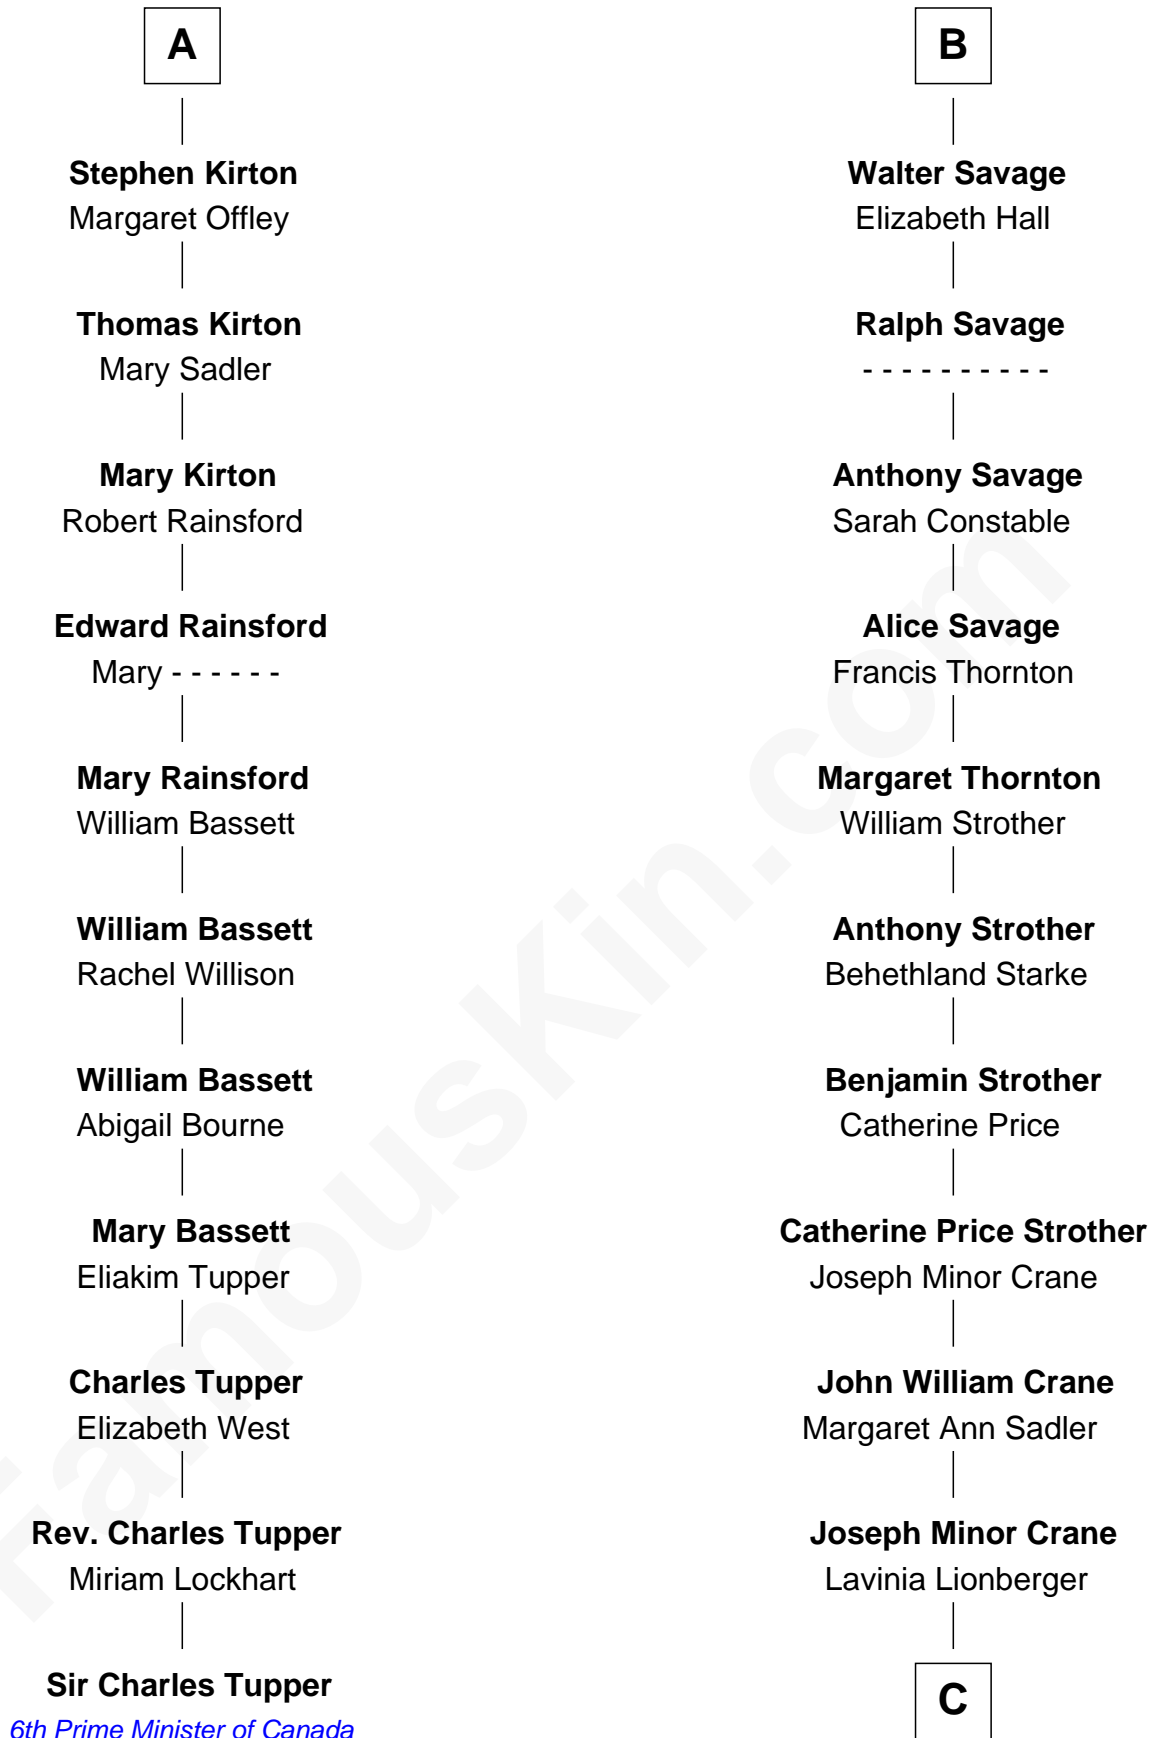 A
Stephen Kirton
Margaret Offley
Thomas Kirton
Mary Sadler
Mary Kirton
Robert Rainsford
Edward Rainsford
Mary - - - - - -
Mary Rainsford
William Bassett
William Bassett
Rachel Willison
William Bassett
Abigail Bourne
Mary Bassett
Eliakim Tupper
Charles Tupper
Elizabeth West
Rev. Charles Tupper
Miriam Lockhart
Sir Charles Tupper
6th Prime Minister of Canada
B
Walter Savage
Elizabeth Hall
Ralph Savage
- - - - - - - - - -
Anthony Savage
Sarah Constable
Alice Savage
Francis Thornton
Margaret Thornton
William Strother
Anthony Strother
Behethland Starke
Benjamin Strother
Catherine Price
Catherine Price Strother
Joseph Minor Crane
John William Crane
Margaret Ann Sadler
Joseph Minor Crane
Lavinia Lionberger
C
FamousKin.com